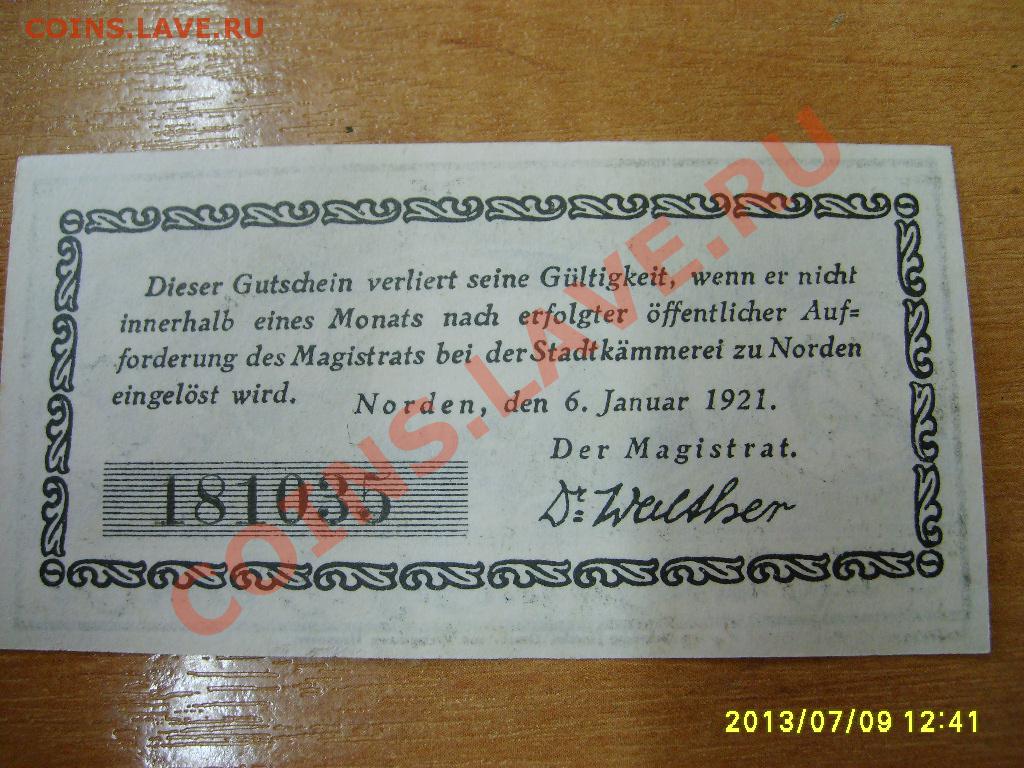 COINS.LAVE.RU
Dieser Gutschein verliert seine Gültigkeit, wenn er nicht
innerhalb eines Monats nach erfolgter öffentlicher Auf=
forderung des Magistrats bei der Stadtkämmerei zu Norden
eingelöst wird.
Norden, den 6. Januar 1921.
Der Magistrat.
181035
Dr. Walther
COINS.LAVE.RU
2013/07/09 12:41